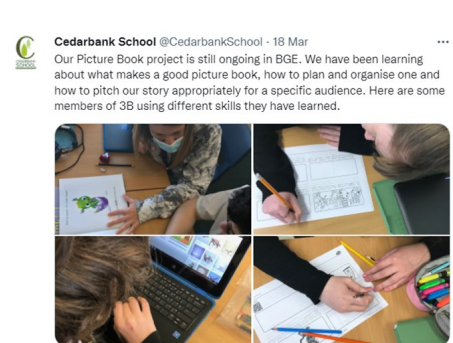 Cedarbank School @CedarbankSchool · 18 Mar
Our Picture Book project is still ongoing in BGE. We have been learning
about what makes a good picture book, how to plan and organise one and
how to pitch our story appropriately for a specific audience. Here are some
members of 3B using different skills they have learned.